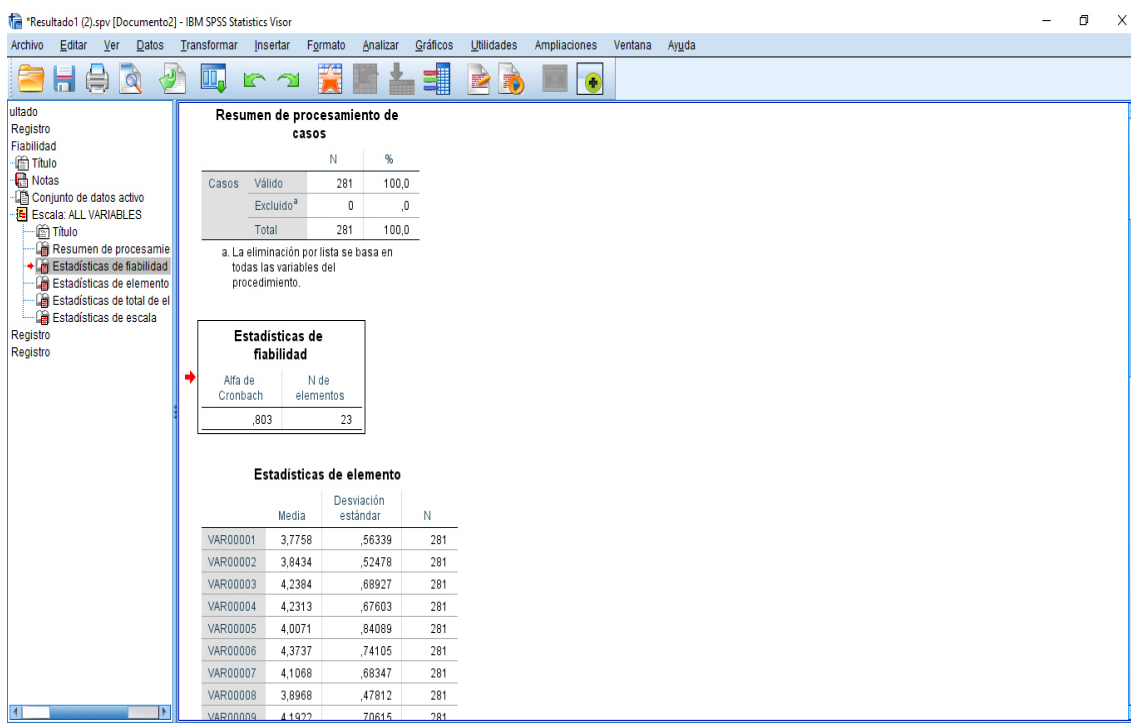 *Resultado1 (2).spv [Documento2] - IBM SPSS Statistics Visor
Archivo Editar Ver Datos Transformar Insertar Formato Analizar Gráficos Utilidades Ampliaciones Ventana Ayuda
ultado
Registro
Fiabilidad
Título
Notas
Conjunto de datos activo
Escala: ALL VARIABLES
Título
Resumen de procesamie
Estadísticas de fiabilidad
Estadísticas de elemento
Estadísticas de total de el
Estadísticas de escala
Registro
Registro
Resumen de procesamiento de
casos
N %
Casos Válido 281 100,0
Excluidoª 0 ,0
Total 281 100,0
a. La eliminación por lista se basa en
todas las variables del
procedimiento.
Estadísticas de
fiabilidad
Alfa de N de
Cronbach elementos
,803 23
Estadísticas de elemento
Desviación
Media estándar N
VAR00001 3,7758 ,56339 281
VAR00002 3,8434 ,52478 281
VAR00003 4,2384 ,68927 281
VAR00004 4,2313 ,67603 281
VAR00005 4,0071 ,84089 281
VAR00006 4,3737 ,74105 281
VAR00007 4,1068 ,68347 281
VAR00008 3,8968 ,47812 281
VAR00009 4,1922 ,70615 281